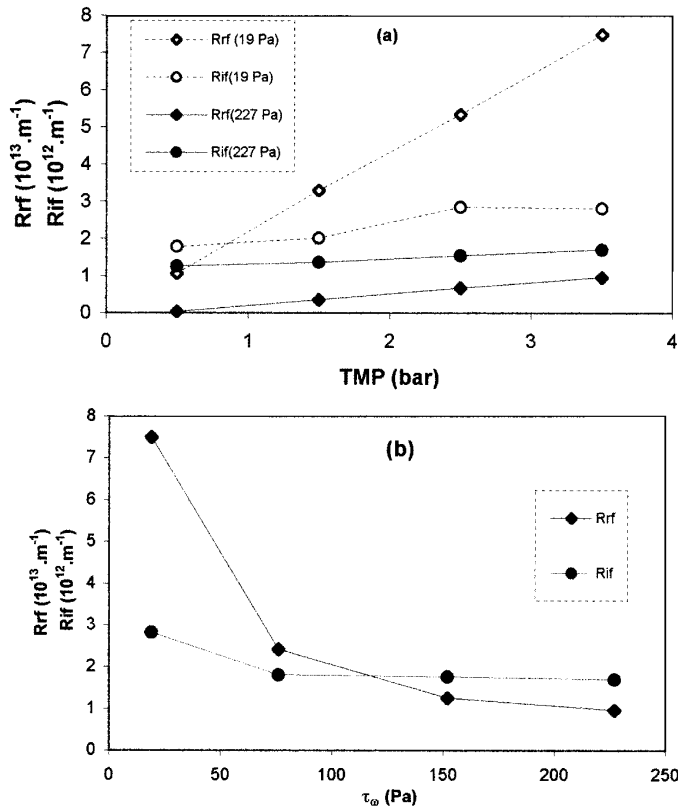 (a)
Rrf (19 Pa)
Rif(19 Pa)
Rrf(227 Pa)
Rif(227 Pa)
Rrf (10¹³.m⁻¹)
Rif (10¹².m⁻¹)
8
7
6
5
4
3
2
1
0
0 1 2 3 4
TMP (bar)
(b)
Rrf
Rif
Rrf (10¹³.m⁻¹)
Rif (10¹².m⁻¹)
8
7
6
5
4
3
2
1
0
0 50 100 150 200 250
τω (Pa)